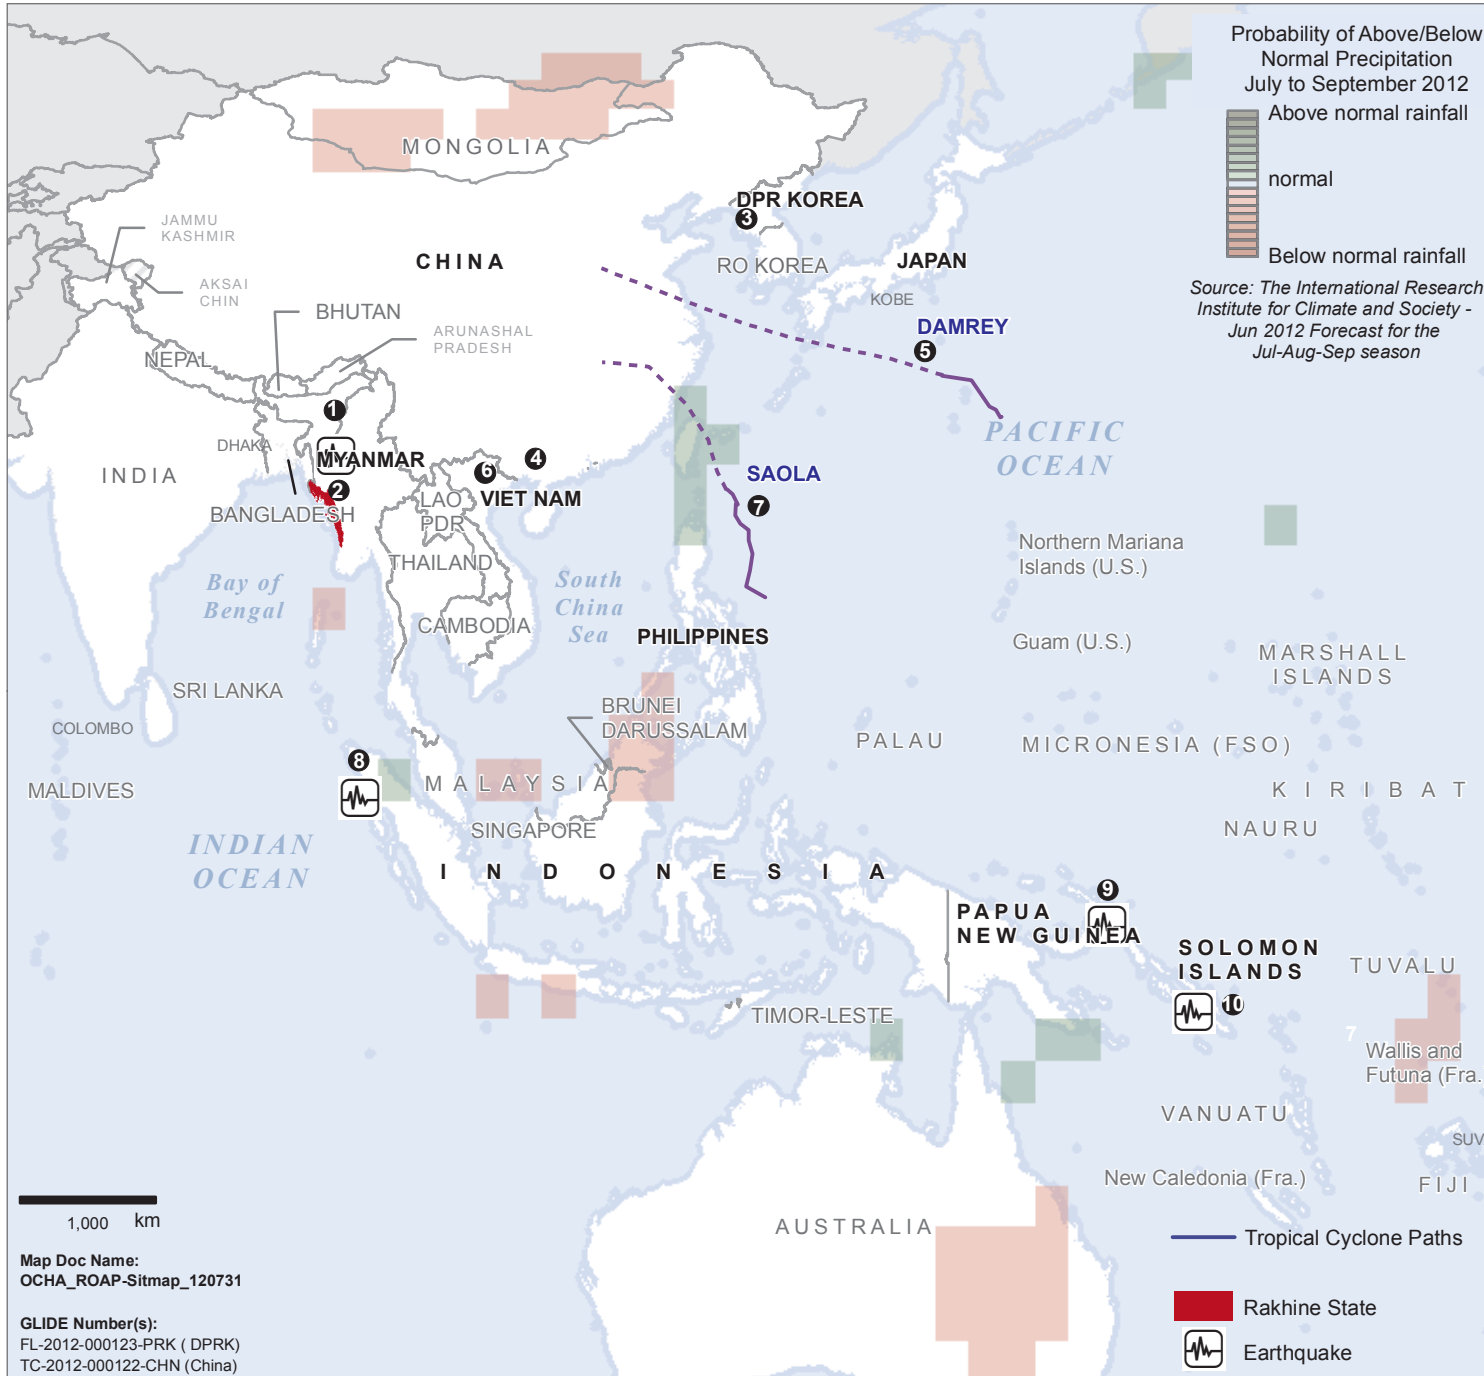 Probability of Above/Below
Normal Precipitation
July to September 2012
Above normal rainfall
normal
Below normal rainfall
Source: The International Research
Institute for Climate and Society -
Jun 2012 Forecast for the
Jul-Aug-Sep season
MONGOLIA
DPR KOREA
3
JAMMU
KASHMIR
CHINA
RO KOREA
JAPAN
AKSAI
CHIN
KOBE
BHUTAN
DAMREY
ARUNASHAL
PRADESH
5
NEPAL
1
PACIFIC
OCEAN
DHAKA
MYANMAR
4
INDIA
6
SAOLA
2
VIET NAM
7
LAO
PDR
BANGLADESH
THAILAND
Northern Mariana
Islands (U.S.)
Bay of
Bengal
South
China
Sea
CAMBODIA
PHILIPPINES
Guam (U.S.)
MARSHALL
ISLANDS
SRI LANKA
BRUNEI
DARUSSALAM
COLOMBO
PALAU
MICRONESIA (FSO)
8
MALAYSIA
MALDIVES
KIRIBAT
SINGAPORE
NAURU
INDIAN
OCEAN
INDONESIA
9
PAPUA
NEW GUINEA
SOLOMON
ISLANDS
TUVALU
10
TIMOR-LESTE
7
Wallis and
Futuna (Fra.
VANUATU
SUV
New Caledonia (Fra.)
FIJI
1,000 km
AUSTRALIA
Tropical Cyclone Paths
Map Doc Name:
OCHA_ROAP-Sitmap_120731
Rakhine State
GLIDE Number(s):
FL-2012-000123-PRK ( DPRK)
Earthquake
TC-2012-000122-CHN (China)